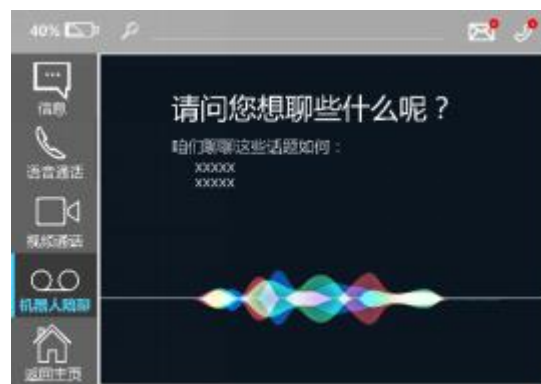 40%
信息
语音通话
视频通话
机器人陪聊
返回主页
请问您想聊些什么呢？
咱们聊聊这些话题如何：
xxxxx
xxxxx